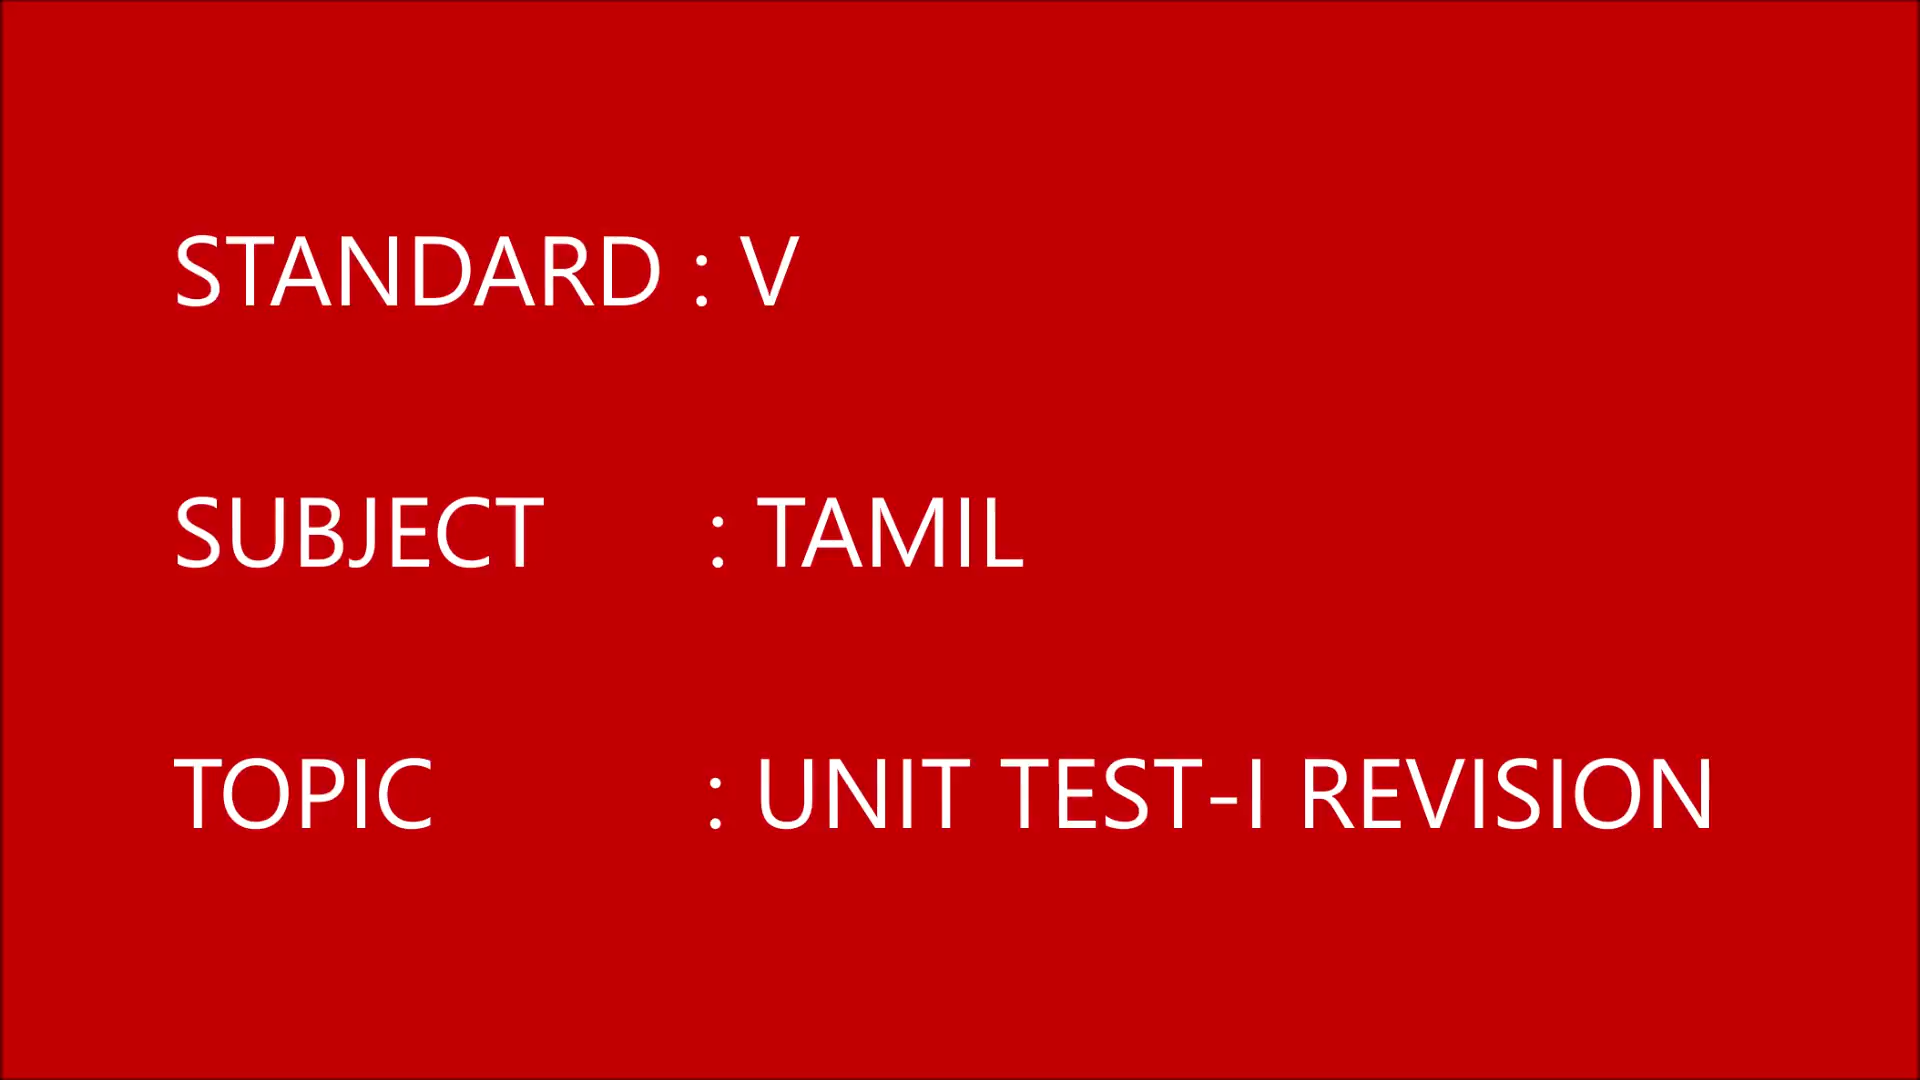 STANDARD : V
SUBJECT : TAMIL
TOPIC : UNIT TEST-I REVISION